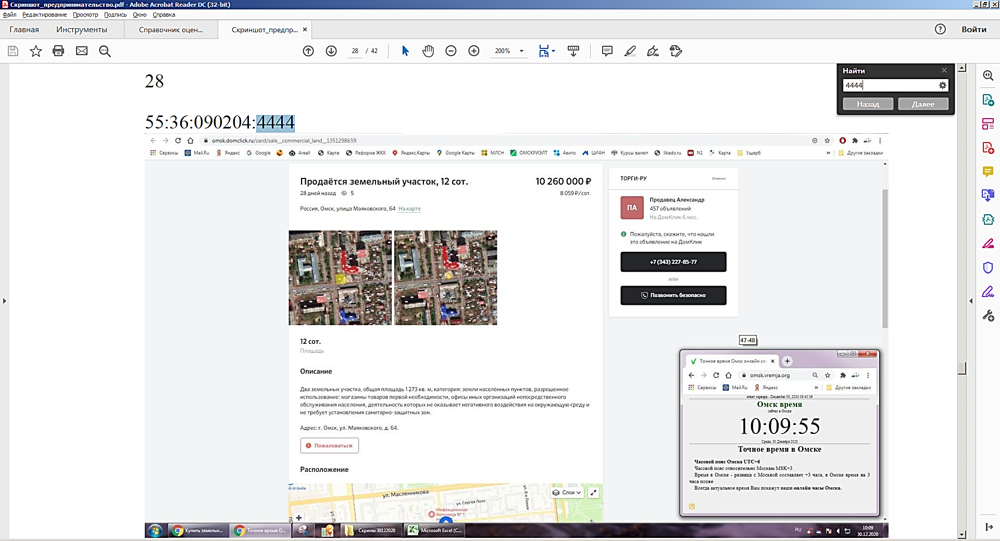 Скриншот_предпринимательство.pdf - Adobe Acrobat Reader DC (32-bit)
Файл Редактирование Просмотр Подпись Окно Справка
Главная Инструменты Справочник оцен... Скриншот_предпр... × Войти
28 / 42 200%
Найти
4444
Назад Далее
28
55:36:090204:4444
omsk.domclick.ru/card/sale__commercial_land__1351298659
Сервисы Mail.Ru Яндекс Google Areall Карта Реформа ЖКХ Яндекс.Карты Google Карты МЛСН ОМСКРИЭЛТ Авито ЦИАН Курсы валют likado.ru N1 Карта Ущерб » Другие закладки
Продаётся земельный участок, 12 сот. 10 260 000 ₽
28 дней назад 5 8 059 ₽/сот.
Россия, Омск, улица Маяковского, 64 На карте
ТОРГИ-РУ
ПА
Продавец Александр
457 объявлений
На ДомКлик 6 мес.
Пожалуйста, скажите, что нашли
это объявление на ДомКлик
+7 (343) 227-85-77
или
Позвонить безопасно
12 сот.
Площадь
Описание
Два земельных участка, общая площадь 1 273 кв. м, категория: земли населённых пунктов, разрешенное
использование: магазины товаров первой необходимости, офисы иных организаций непосредственного
обслуживания населения, деятельность которых не оказывает негативного воздействия на окружающую среду и
не требует установления санитарно-защитных зон.
Адрес: г. Омск, ул. Маяковского, д. 64.
Пожаловаться
Расположение
й огонёк
ул. Масленникова
ул. Сергея Лазо
ул. 8-я Линия
Инфекционная
больница № 1
Слои
47-48
Точное время Омск онлайн се
omsk.vremja.org
Сервисы Mail.Ru Яндекс » Другие закладки
ответ сервера - December 30, 2020 08:45:36
Омск время
сейчас в Омске
10:09:55
Среда, 30 Декабря 2020
Точное время в Омске
Часовой пояс Омска UTC+6
Часовой пояс относительно Москвы MSK+3
Время в Омске - разница с Москвой составляет +3 часа, в Омске время на 3
часа позже
Всегда актуальное время Вам покажут наши онлайн часы Омска.
Купить земельн... Точное время О... Скрины 30122020 Microsoft Excel (С... RU 10:09
30.12.2020